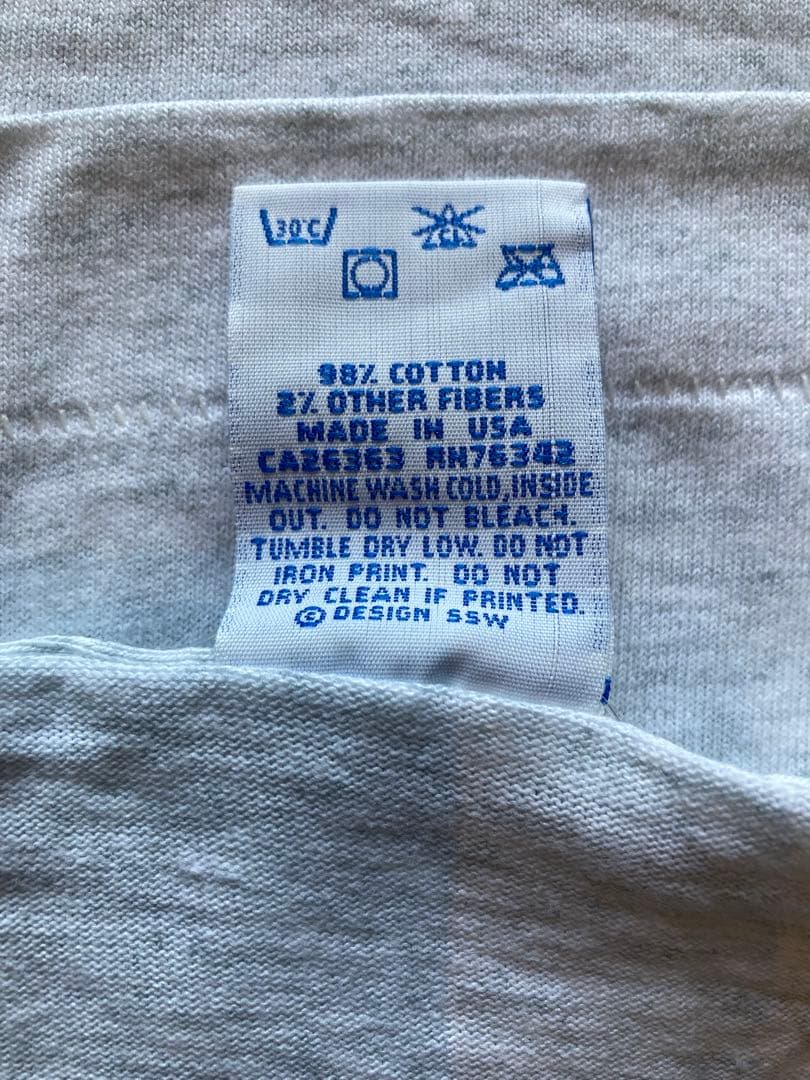 30°C
CL
98% COTTON
2% OTHER FIBERS
MADE IN USA
CA26363 RN76342
MACHINE WASH COLD, INSIDE
OUT. DO NOT BLEACH.
TUMBLE DRY LOW. DO NOT
IRON PRINT. DO NOT
DRY CLEAN IF PRINTED.
© DESIGN SSW